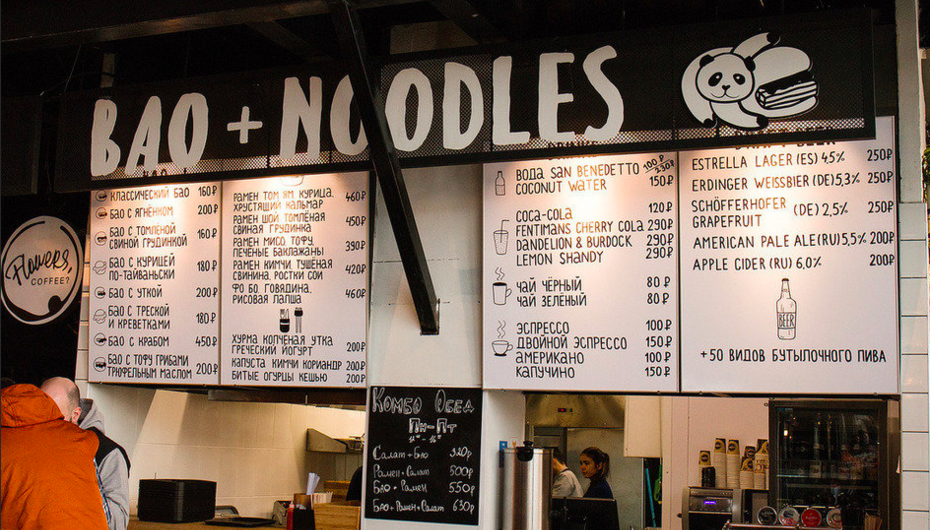 BAO + NOODLES
КЛАССИЧЕСКИЙ БАО 160₽
БАО С ЯГНЁНКОМ 200₽
БАО С ТОМЛЁНОЙ
СВИНОЙ ГРУДИНКОЙ 160₽
БАО С КУРИЦЕЙ
ПО-ТАЙВАНЬСКИ 180₽
БАО С УТКОЙ 200₽
БАО С ТРЕСКОЙ
И КРЕВЕТКАМИ 180₽
БАО С КРАБОМ 450₽
БАО С ТОФУ, ГРИБАМИ
ТРЮФЕЛЬНЫМ МАСЛОМ 200₽
РАМЕН ТОМ ЯМ КУРИЦА,
ХРУСТЯЩИЙ КАЛЬМАР 460₽
РАМЕН ШОЙ ТОМЛЁНАЯ
СВИНАЯ ГРУДИНКА 450₽
РАМЕН МИСО, ТОФУ,
ПЕЧЕНЫЕ БАКЛАЖАНЫ 390₽
РАМЕН КИМЧИ ТУШЁНАЯ
СВИНИНА, РОСТКИ СОИ 420₽
ФО БО, ГОВЯДИНА,
РИСОВАЯ ЛАПША 460₽
ХУРМА КОПЧЕНАЯ УТКА
ГРЕЧЕСКИЙ ЙОГУРТ 200₽
КАПУСТА КИМЧИ КОРИАНДР 200₽
БИТЫЕ ОГУРЦЫ КЕШЬЮ 200₽
ВОДА SAN BENEDETTO 100₽
COCONUT WATER 150₽
COCA-COLA 120₽
FENTIMANS CHERRY COLA 290₽
DANDELION & BURDOCK 290₽
LEMON SHANDY 290₽
ЧАЙ ЧЁРНЫЙ 80₽
ЧАЙ ЗЕЛЁНЫЙ 80₽
ЭСПРЕССО 100₽
ДВОЙНОЙ ЭСПРЕССО 150₽
АМЕРИКАНО 100₽
КАПУЧИНО 150₽
ESTRELLA LAGER (ES) 4,5% 250₽
ERDINGER WEISSBIER (DE) 5,3% 250₽
SCHÖFFERHOFER
GRAPEFRUIT (DE) 2,5% 250₽
AMERICAN PALE ALE (RU) 5,5% 200₽
APPLE CIDER (RU) 6,0% 200₽
BEER
+50 ВИДОВ БУТЫЛОЧНОГО ПИВА
Flowers,
COFFEE?
Комбо Обед
Пн-Пт
Салат + Бао 320₽
Рамен + Салат 500₽
Бао + Рамен 550₽
Бао + Рамен + Салат 630₽